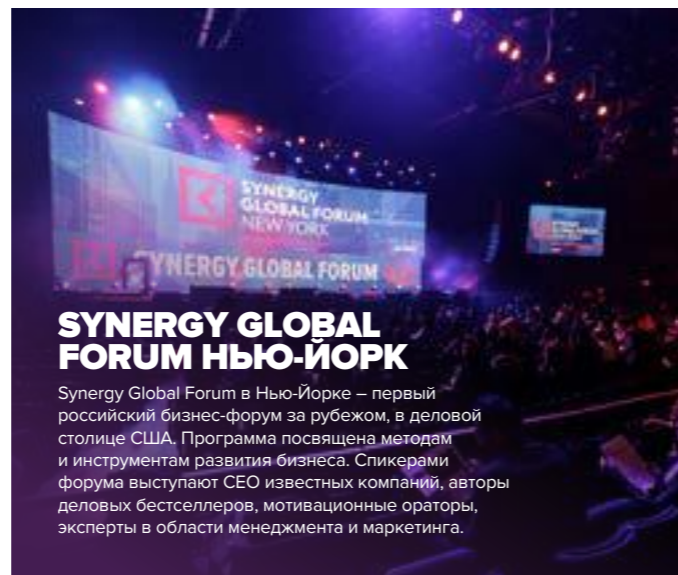 SYNERGY
GLOBAL FORUM
NEW YORK
SYNERGY GLOBAL FORUM
SYNERGY GLOBAL
FORUM НЬЮ-ЙОРК
Synergy Global Forum в Нью-Йорке – первый
российский бизнес-форум за рубежом, в деловой
столице США. Программа посвящена методам
и инструментам развития бизнеса. Спикерами
форума выступают CEO известных компаний, авторы
деловых бестселлеров, мотивационные ораторы,
эксперты в области менеджмента и маркетинга.